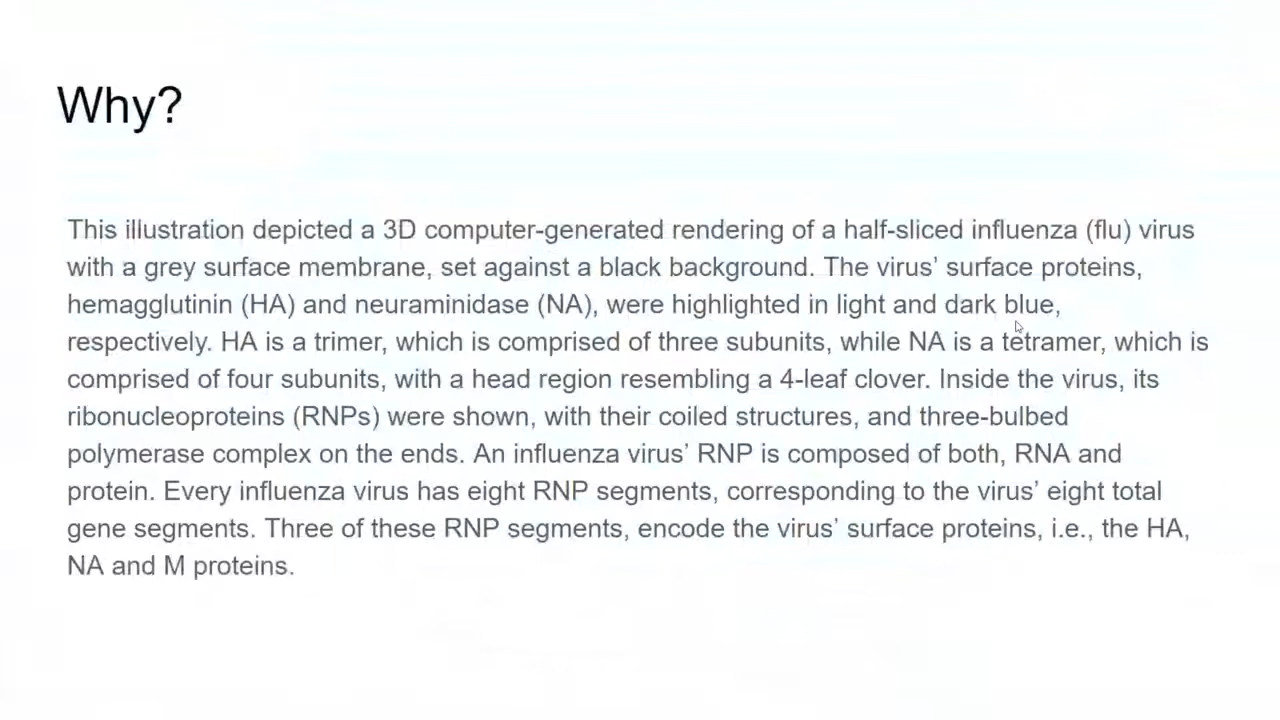 Why?
This illustration depicted a 3D computer-generated rendering of a half-sliced influenza (flu) virus
with a grey surface membrane, set against a black background. The virus’ surface proteins,
hemagglutinin (HA) and neuraminidase (NA), were highlighted in light and dark blue,
respectively. HA is a trimer, which is comprised of three subunits, while NA is a tetramer, which is
comprised of four subunits, with a head region resembling a 4-leaf clover. Inside the virus, its
ribonucleoproteins (RNPs) were shown, with their coiled structures, and three-bulbed
polymerase complex on the ends. An influenza virus’ RNP is composed of both, RNA and
protein. Every influenza virus has eight RNP segments, corresponding to the virus’ eight total
gene segments. Three of these RNP segments, encode the virus’ surface proteins, i.e., the HA,
NA and M proteins.